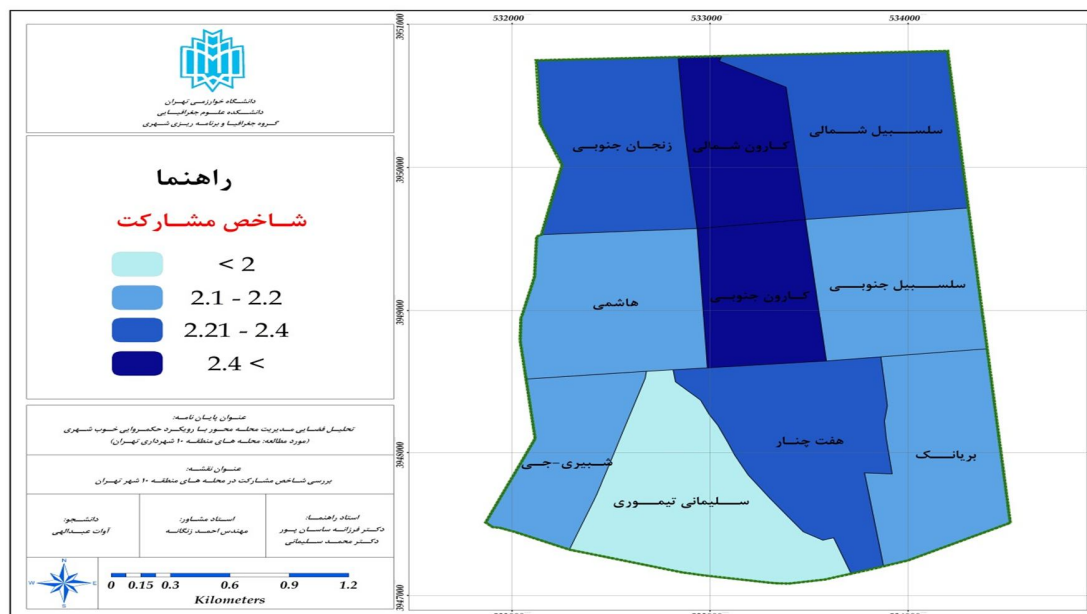 دانشگاه خوارزمی تهران
دانشکده علوم جغرافیایی
گروه جغرافیا و برنامه ریزی شهری
راهنما
شاخص مشارکت
< 2
2.1 - 2.2
2.21 - 2.4
2.4 <
عنوان پایان نامه:
تحلیل فضایی مدیریت محله محور با رویکرد حکمروایی خوب شهری
(مورد مطالعه: محله های منطقه ۱۰ شهرداری تهران)
عنوان نقشه:
بررسی شاخص مشارکت در محله های منطقه ۱۰ شهر تهران
استاد راهنما:
دکتر فرزانه ساسان پور
دکتر محمد سلیمانی
استاد مشاور:
مهندس احمد زنگانه
دانشجو:
آوات عبدالهی
N
W E
S
0 0.15 0.3 0.6 0.9 1.2
Kilometers
532000 533000 534000
3951000
3950000
3949000
3948000
3947000
سلسبیل شمالی
کارون شمالی
زنجان جنوبی
سلسبیل جنوبی
کارون جنوبی
هاشمی
بریانک
هفت چنار
سلیمانی تیموری
شبیری-جی